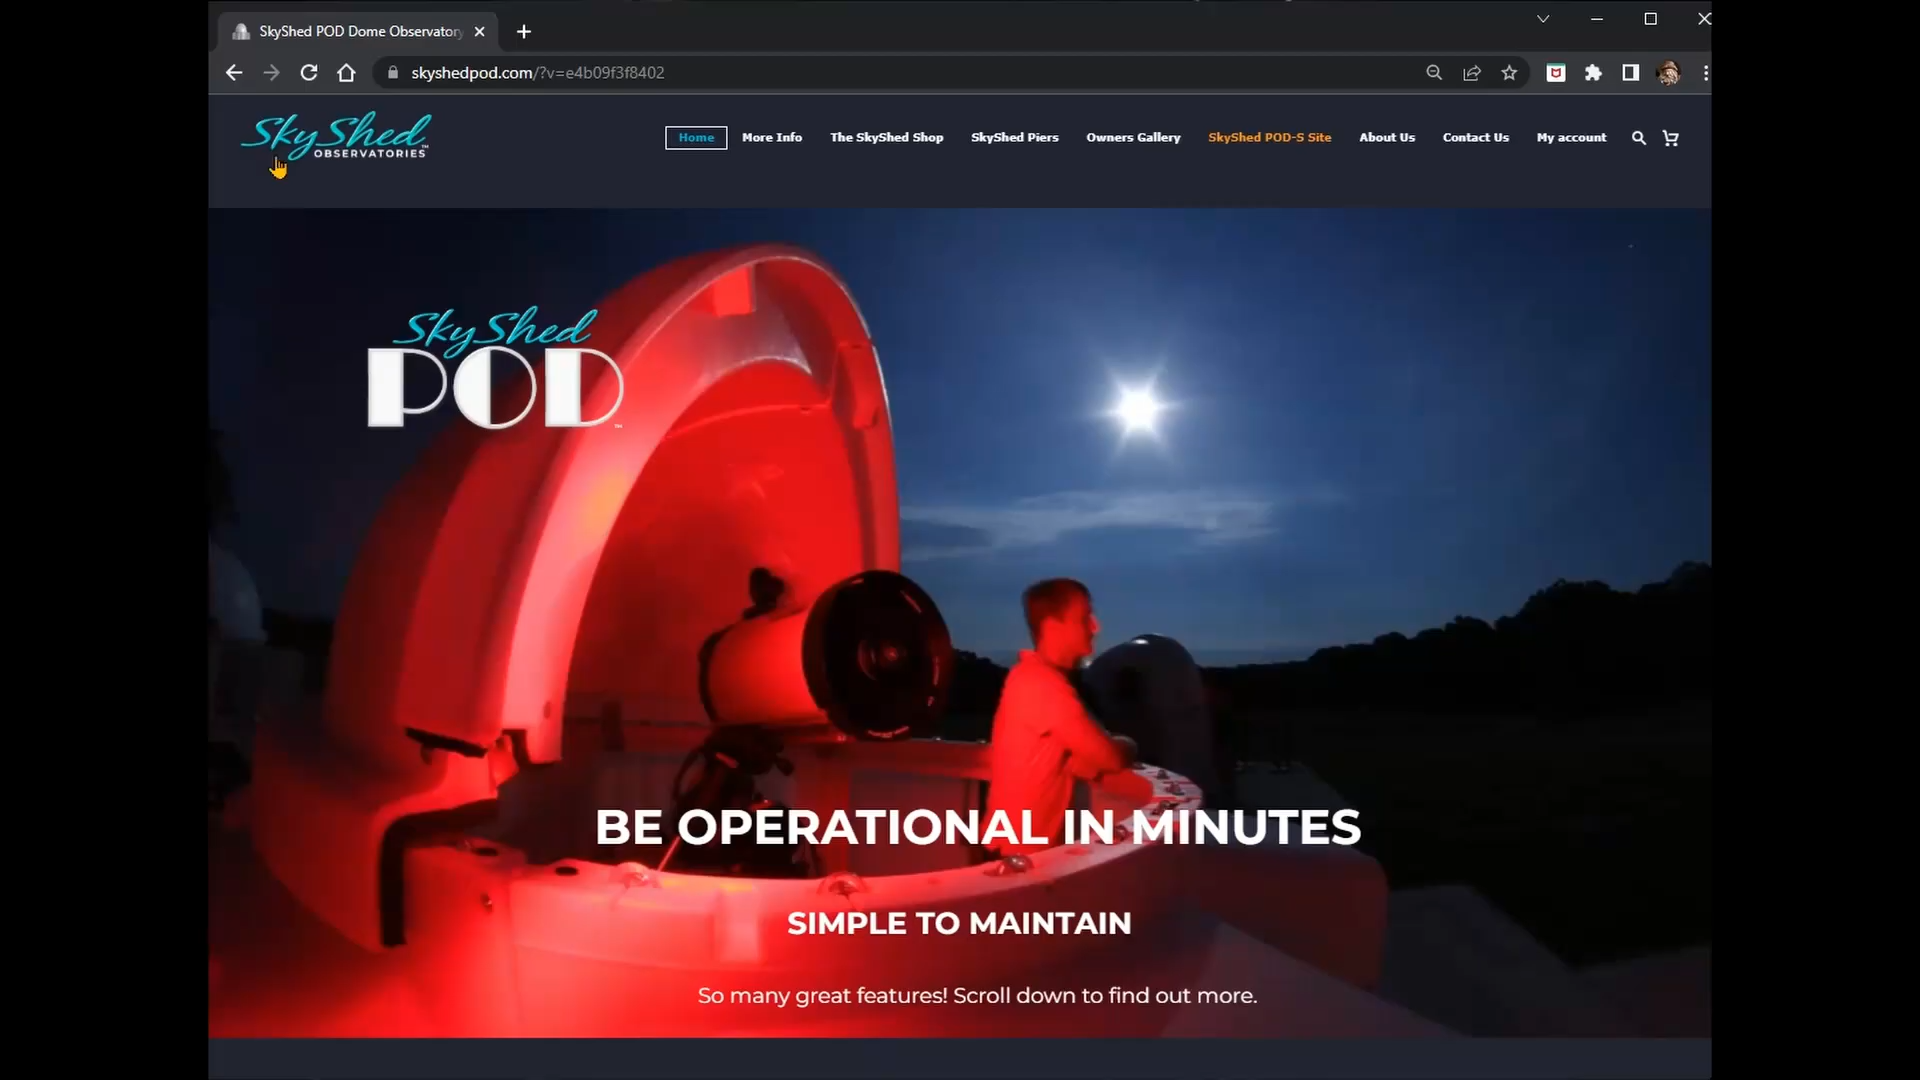 SkyShed POD Dome Observatory
skyshedpod.com/?v=e4b09f3f8402
SkyShed™
OBSERVATORIES
Home More Info The SkyShed Shop SkyShed Piers Owners Gallery SkyShed POD-S Site About Us Contact Us My account
SkyShed
POD™
BE OPERATIONAL IN MINUTES
SIMPLE TO MAINTAIN
So many great features! Scroll down to find out more.